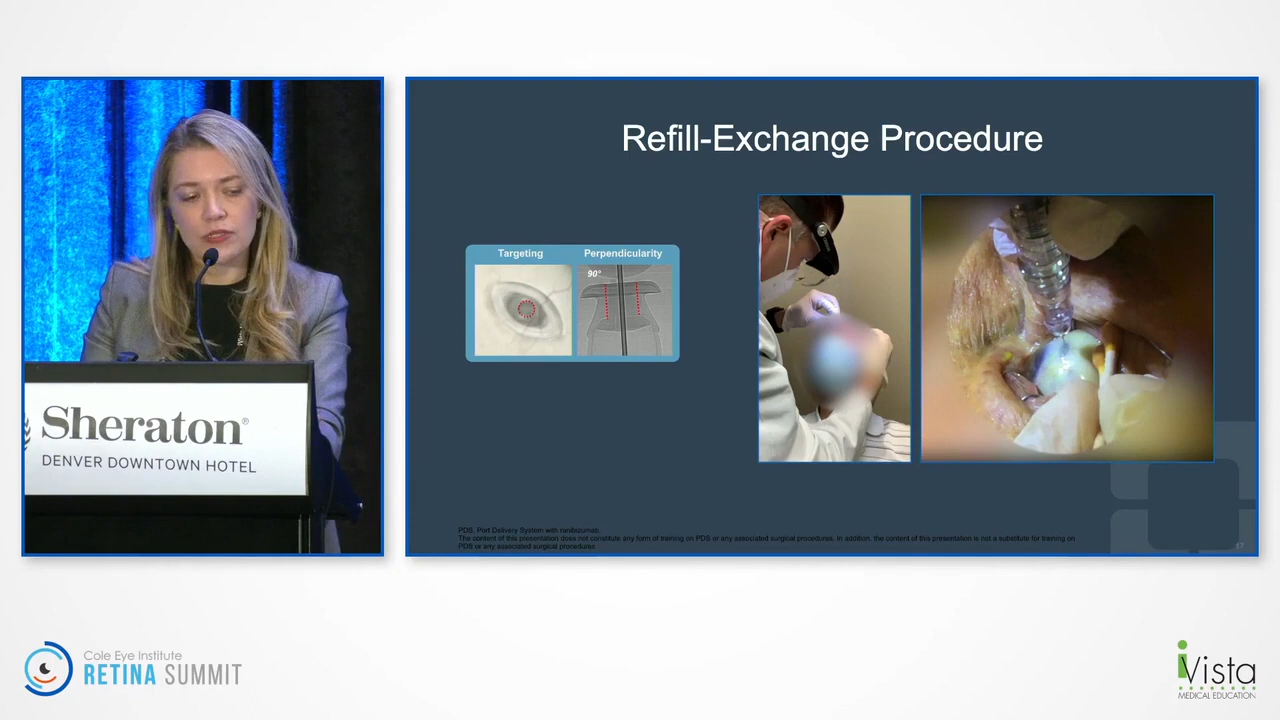 Refill-Exchange Procedure
Targeting
Perpendicularity
90°
Sheraton®
DENVER DOWNTOWN HOTEL
PDS, Port Delivery System with ranibizumab.
The content of this presentation does not constitute any form of training on PDS or any associated surgical procedures. In addition, the content of this presentation is not a substitute for training on
PDS or any associated surgical procedures
17
Cole Eye Institute
RETINA SUMMIT
iVista
MEDICAL EDUCATION